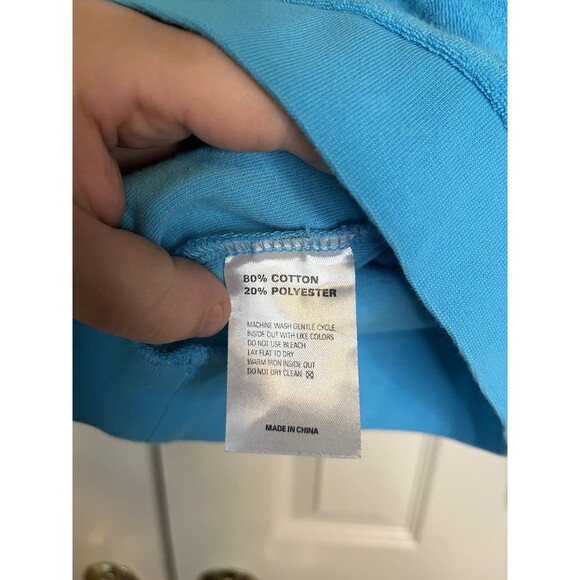 80% COTTON
20% POLYESTER
MACHINE WASH GENTLE CYCLE,
INSIDE OUT WITH LIKE COLORS
DO NOT USE BLEACH
LAY FLAT TO DRY
WARM IRON INSIDE OUT
DO NOT DRY CLEAN
MADE IN CHINA